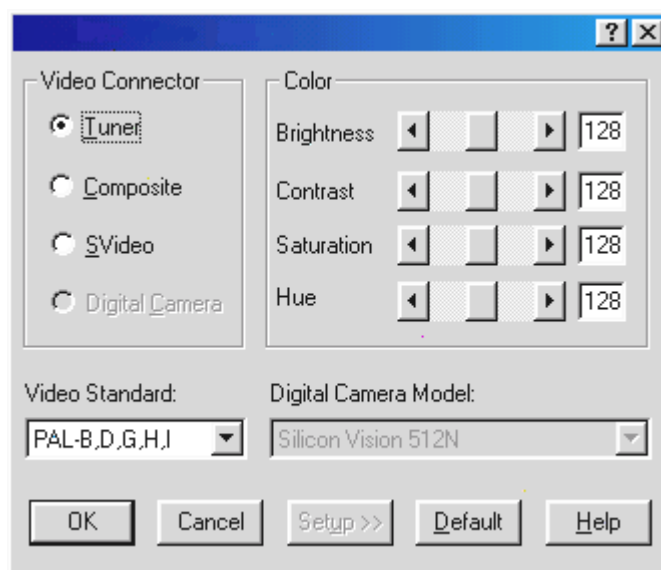 Video Connector
Tuner
Composite
SVideo
Digital Camera
Color
Brightness 128
Contrast 128
Saturation 128
Hue 128
Video Standard:
PAL-B,D,G,H,I
Digital Camera Model:
Silicon Vision 512N
OK Cancel Setup >> Default Help